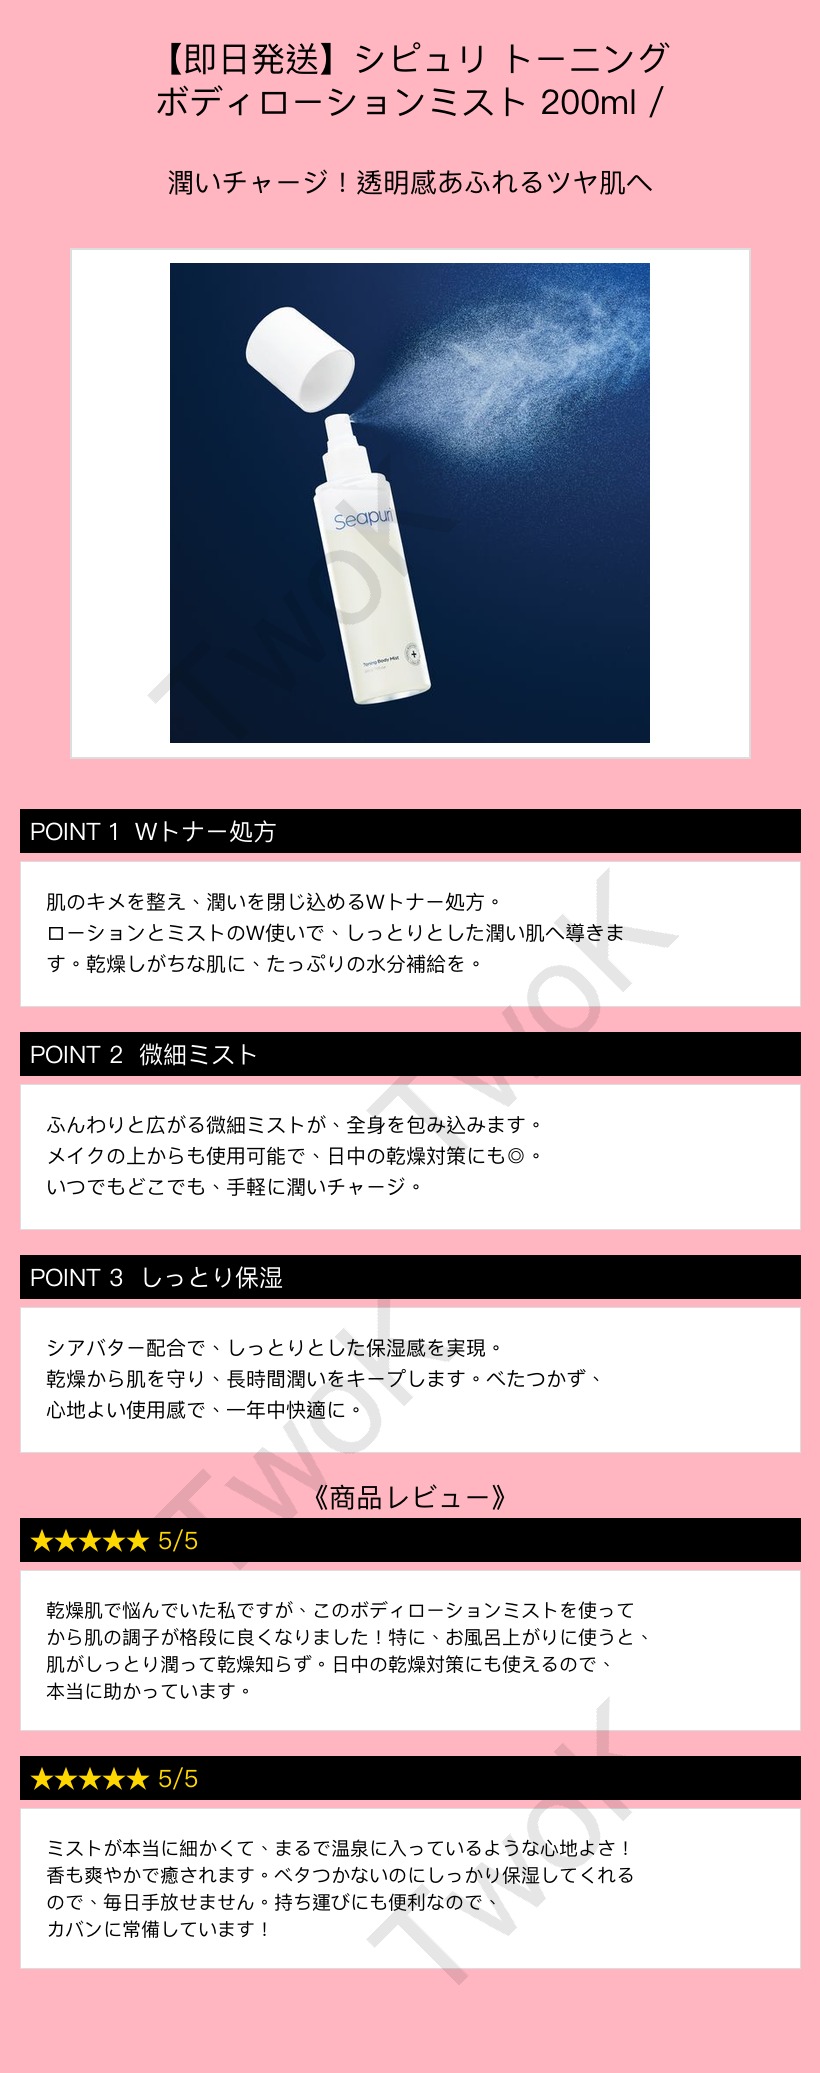 【即日発送】シピュリ トーニング
ボディローションミスト 200ml /
潤いチャージ！透明感あふれるツヤ肌へ
Seapuri
Toning Body Mist
TwoK
POINT 1 Wトナー処方
肌のキメを整え、潤いを閉じ込めるWトナー処方。
ローションとミストのW使いで、しっとりとした潤い肌へ導きま
す。乾燥しがちな肌に、たっぷりの水分補給を。
TwoK
POINT 2 微細ミスト
ふんわりと広がる微細ミストが、全身を包み込みます。
メイクの上からも使用可能で、日中の乾燥対策にも◎。
いつでもどこでも、手軽に潤いチャージ。
POINT 3 しっとり保湿
シアバター配合で、しっとりとした保湿感を実現。
乾燥から肌を守り、長時間潤いをキープします。べたつかず、
心地よい使用感で、一年中快適に。
TwoK
《商品レビュー》
★★★★★ 5/5
乾燥肌で悩んでいた私ですが、このボディローションミストを使って
から肌の調子が格段に良くなりました！特に、お風呂上がりに使うと、
肌がしっとり潤って乾燥知らず。日中の乾燥対策にも使えるので、
本当に助かっています。
★★★★★ 5/5
ミストが本当に細かくて、まるで温泉に入っているような心地よさ！
香も爽やかで癒されます。ベタつかないのにしっかり保湿してくれる
ので、毎日手放せません。持ち運びにも便利なので、
カバンに常備しています！
TwoK